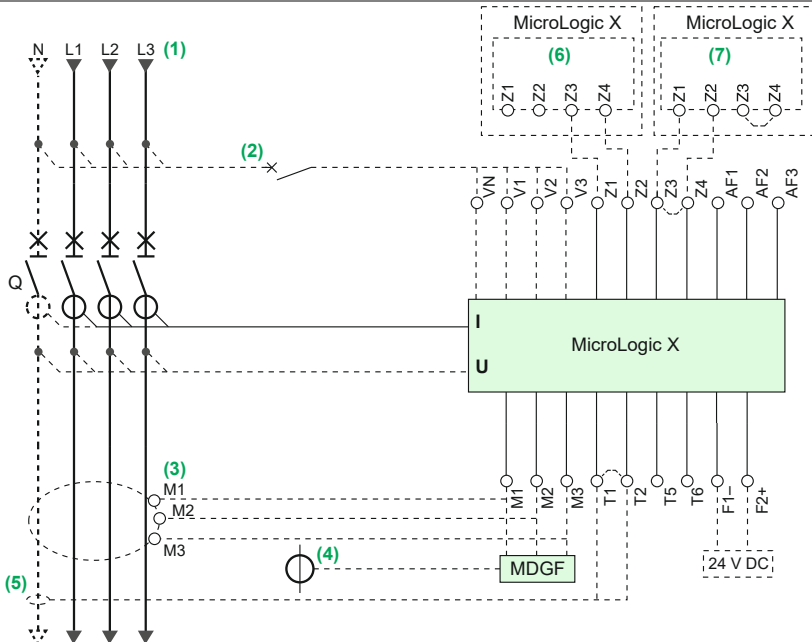 MicroLogic X MicroLogic X
(6) (7)
Z1 Z2 Z3 Z4 Z1 Z2 Z3 Z4
N L1 L2 L3 (1)
(2)
VN V1 V2 V3 Z1 Z2 Z3 Z4 AF1 AF2 AF3
Q
I
MicroLogic X
U
(3)
M1
M2
M3
M1 M2 M3 T1 T2 T5 T6 F1– F2+
(4)
MDGF
24 V DC
(5)